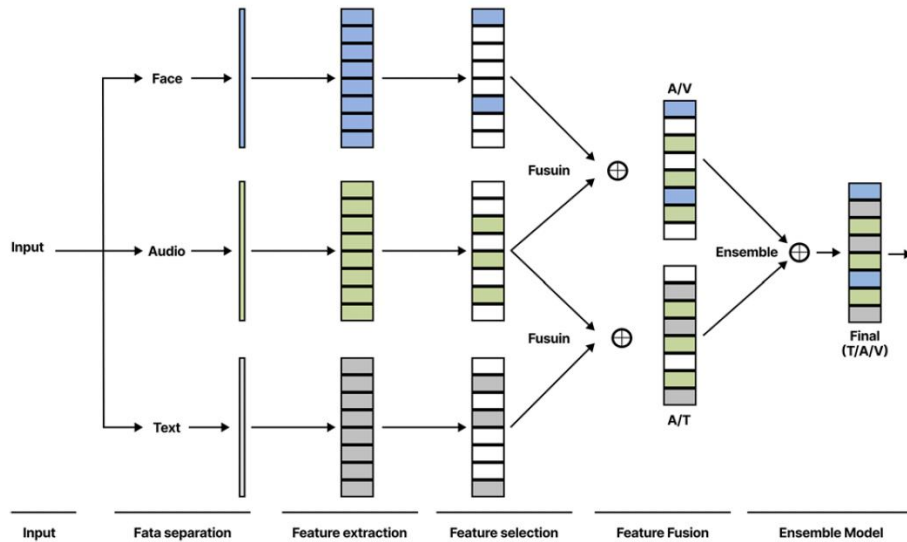 Face
A/V
Fusuin
Input
Audio
Ensemble
Fusuin
Final
(T/A/V)
Text
A/T
Input
Fata separation
Feature extraction
Feature selection
Feature Fusion
Ensemble Model